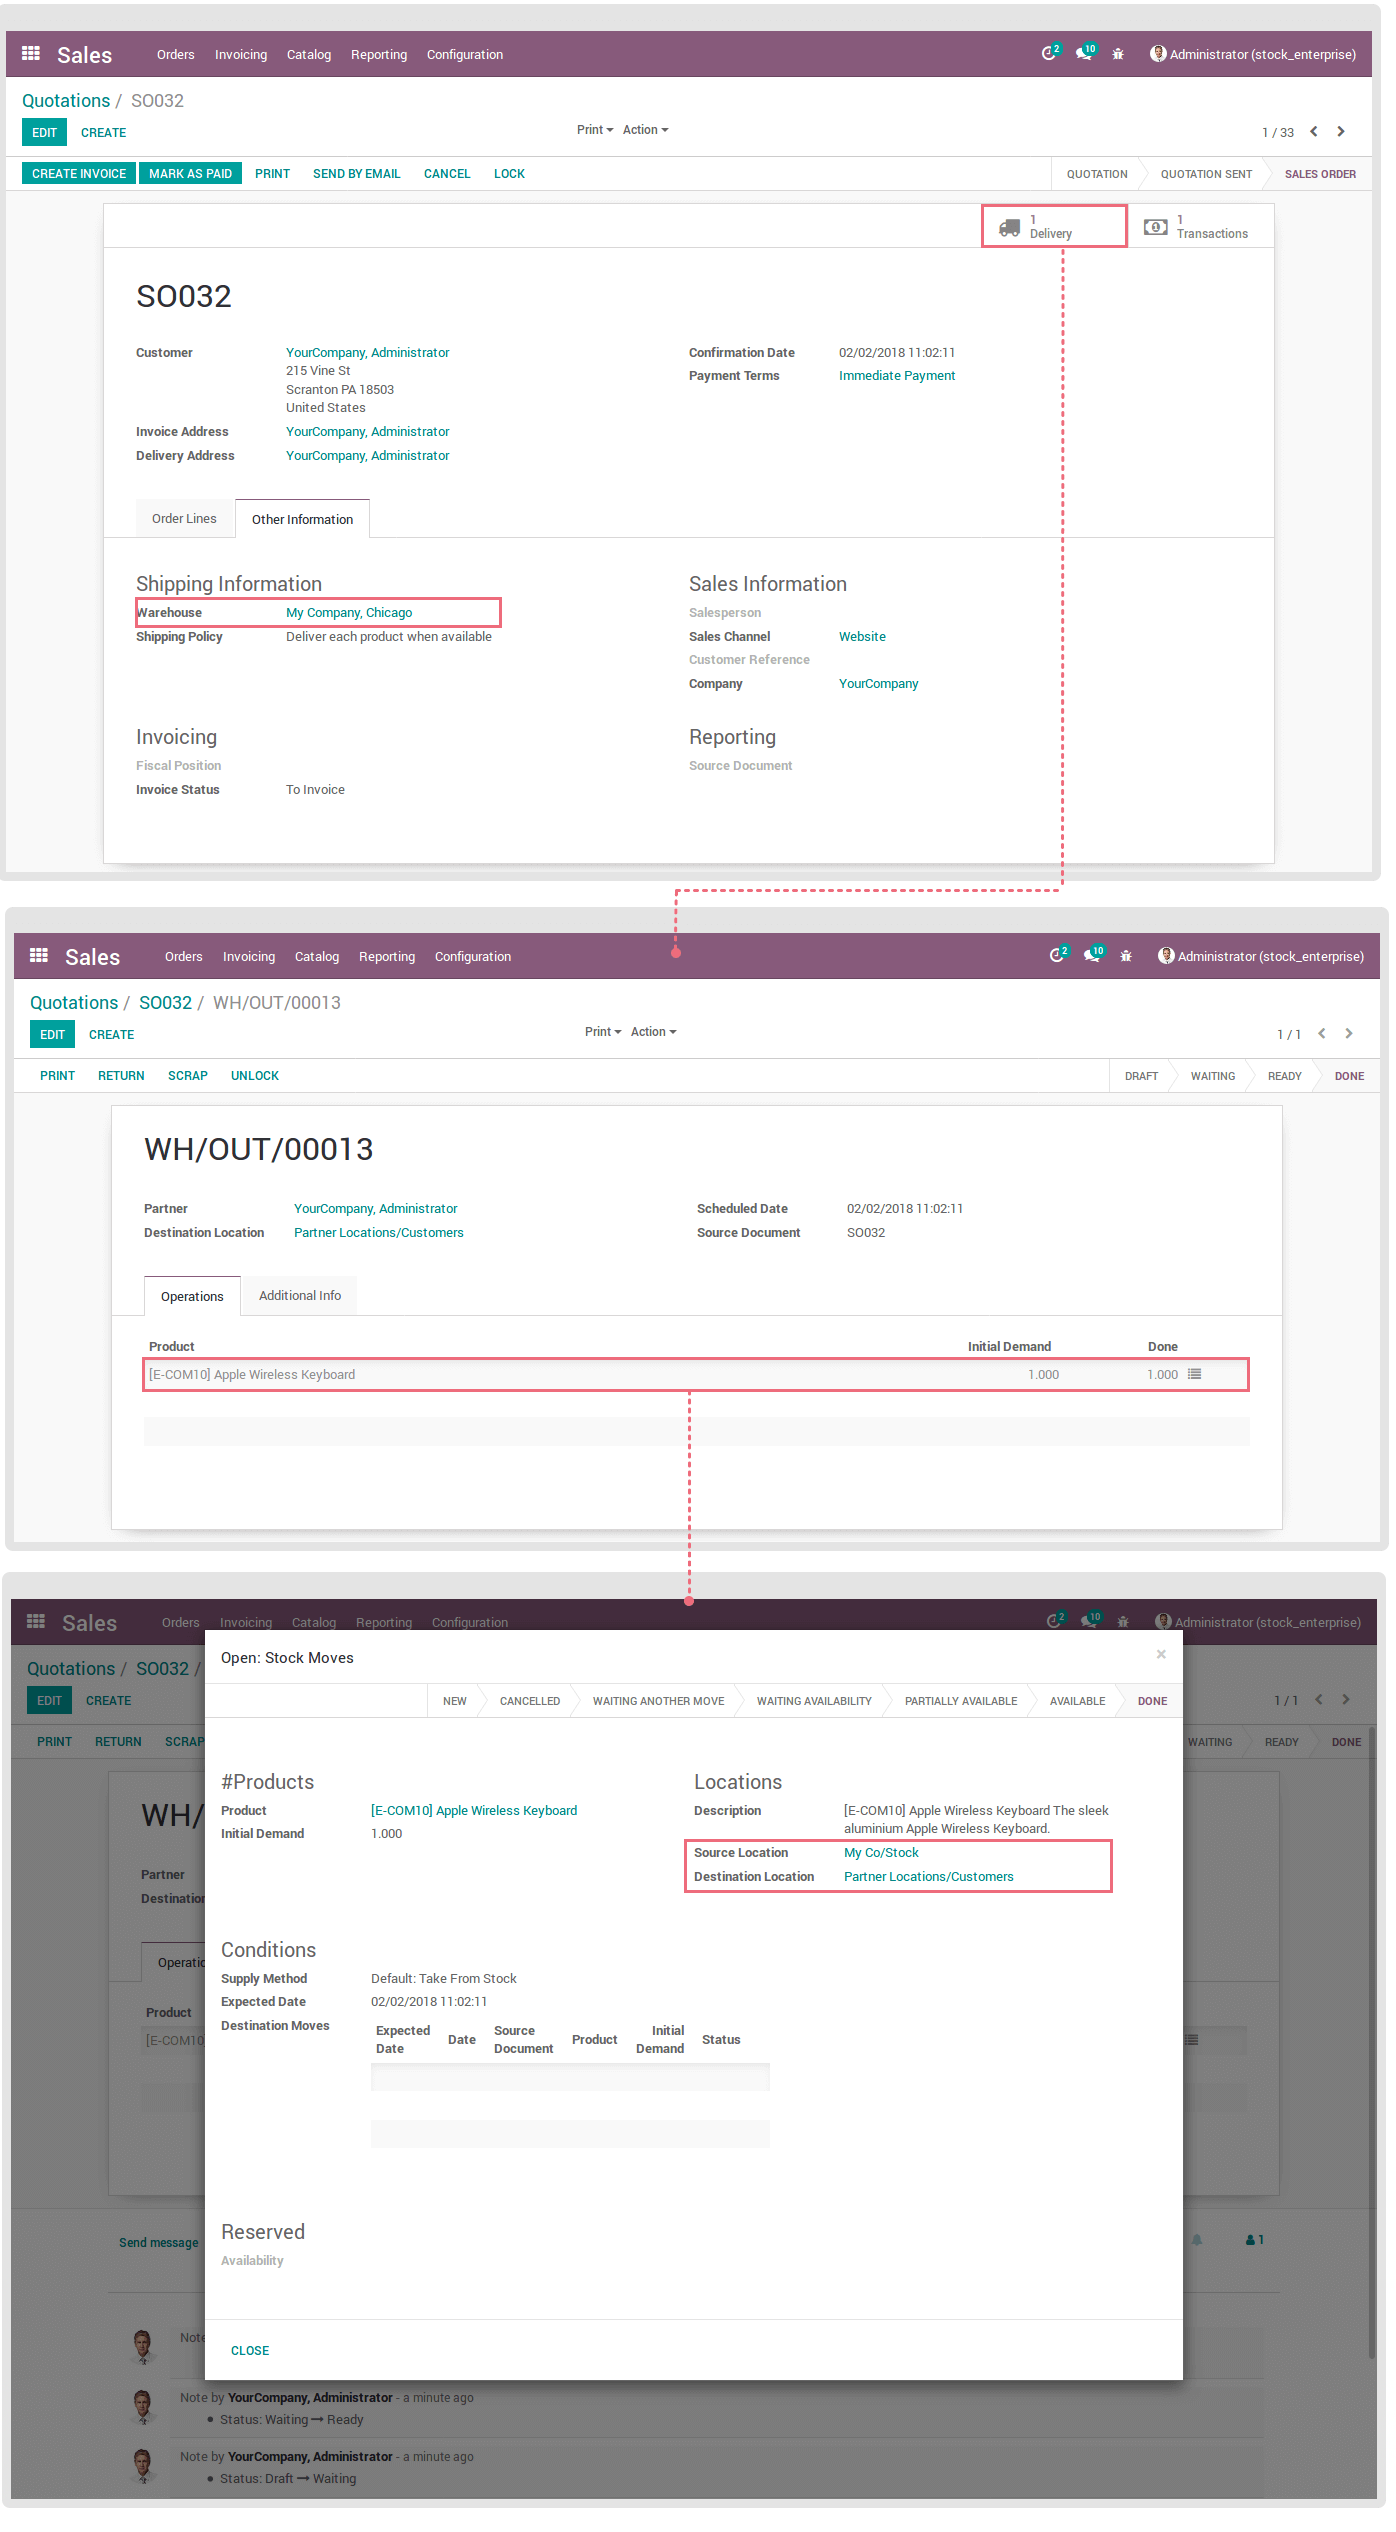 Sales Orders Invoicing Catalog Reporting Configuration 2 10 Administrator (stock_enterprise)
Quotations / SO032
EDIT CREATE Print Action 1 / 33
CREATE INVOICE MARK AS PAID PRINT SEND BY EMAIL CANCEL LOCK QUOTATION QUOTATION SENT SALES ORDER
1 Delivery 1 Transactions
SO032
Customer YourCompany, Administrator Confirmation Date 02/02/2018 11:02:11
215 Vine St Payment Terms Immediate Payment
Scranton PA 18503
United States
Invoice Address YourCompany, Administrator
Delivery Address YourCompany, Administrator
Order Lines Other Information
Shipping Information Sales Information
Warehouse My Company, Chicago Salesperson
Shipping Policy Deliver each product when available Sales Channel Website
Customer Reference
Company YourCompany
Invoicing Reporting
Fiscal Position Source Document
Invoice Status To Invoice
Sales Orders Invoicing Catalog Reporting Configuration 2 10 Administrator (stock_enterprise)
Quotations / SO032 / WH/OUT/00013
EDIT CREATE Print Action 1 / 1
PRINT RETURN SCRAP UNLOCK DRAFT WAITING READY DONE
WH/OUT/00013
Partner YourCompany, Administrator Scheduled Date 02/02/2018 11:02:11
Destination Location Partner Locations/Customers Source Document SO032
Operations Additional Info
Product Initial Demand Done
[E-COM10] Apple Wireless Keyboard 1.000 1.000
Sales Orders Invoicing Catalog Reporting Configuration 2 10 Administrator (stock_enterprise)
Quotations / SO032 /
EDIT CREATE 1 / 1
PRINT RETURN SCRAP WAITING READY DONE
WH/
Partner
Destination
Operatio
Product
[E-COM10]
Open: Stock Moves ×
NEW CANCELLED WAITING ANOTHER MOVE WAITING AVAILABILITY PARTIALLY AVAILABLE AVAILABLE DONE
#Products Locations
Product [E-COM10] Apple Wireless Keyboard Description [E-COM10] Apple Wireless Keyboard The sleek
Initial Demand 1.000 aluminium Apple Wireless Keyboard.
Source Location My Co/Stock
Destination Location Partner Locations/Customers
Conditions
Supply Method Default: Take From Stock
Expected Date 02/02/2018 11:02:11
Destination Moves Expected Date Date Source Document Product Initial Demand Status
Reserved
Availability
CLOSE
Send message 1
Note
Note by YourCompany, Administrator - a minute ago
• Status: Waiting → Ready
Note by YourCompany, Administrator - a minute ago
• Status: Draft → Waiting